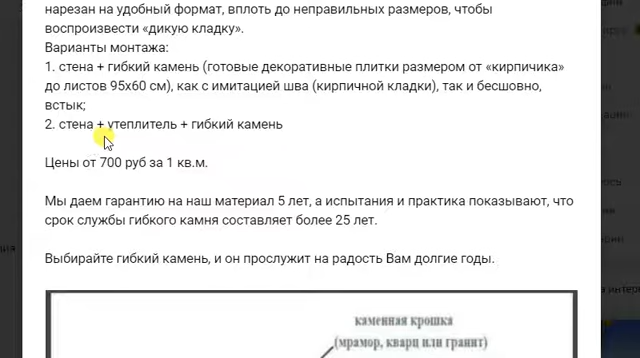 нарезан на удобный формат, вплоть до неправильных размеров, чтобы
воспроизвести «дикую кладку».
Варианты монтажа:
1. стена + гибкий камень (готовые декоративные плитки размером от «кирпичика»
до листов 95х60 см), как с имитацией шва (кирпичной кладки), так и бесшовно,
встык;
2. стена + утеплитель + гибкий камень
Цены от 700 руб за 1 кв.м.
Мы даем гарантию на наш материал 5 лет, а испытания и практика показывают, что
срок службы гибкого камня составляет более 25 лет.
Выбирайте гибкий камень, и он прослужит на радость Вам долгие годы.
каменная крошка
(мрамор, кварц или гранит)